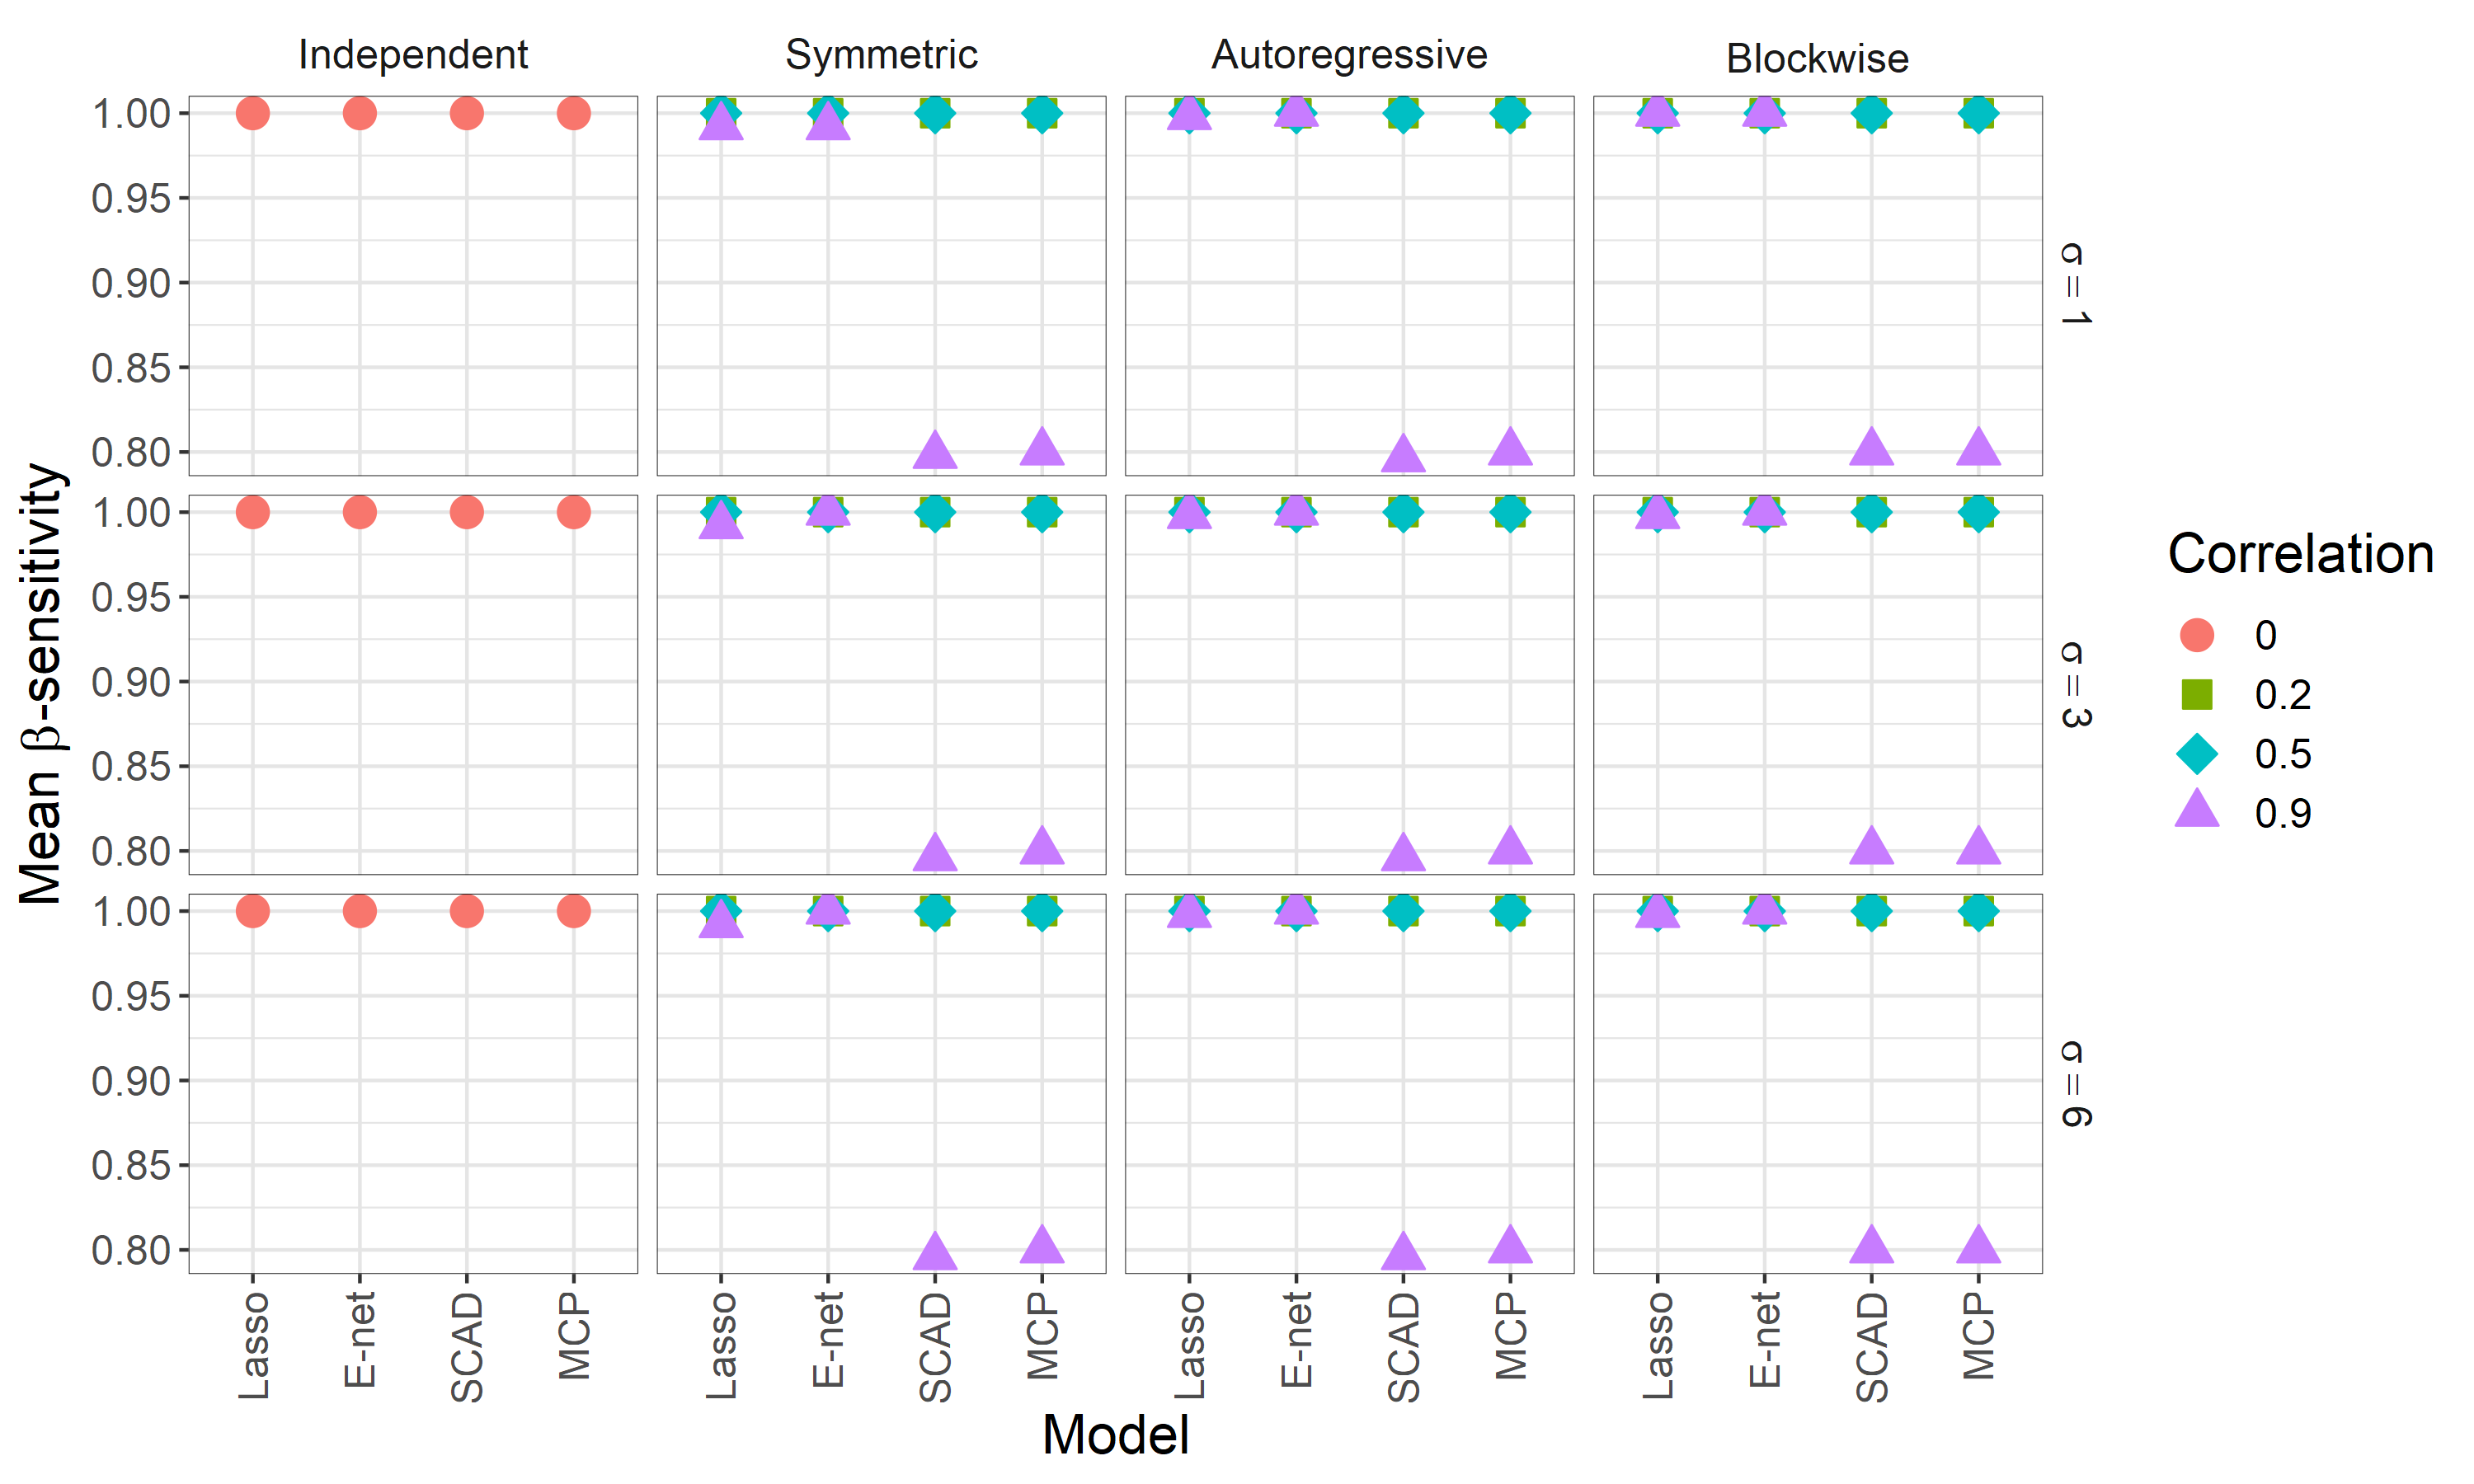 Independent
Symmetric
Autoregressive
Blockwise
1.00
0.95
0.90
0.85
0.80
σ = 1
1.00
0.95
0.90
0.85
0.80
σ = 3
1.00
0.95
0.90
0.85
0.80
σ = 6
Mean β-sensitivity
Lasso
E-net
SCAD
MCP
Lasso
E-net
SCAD
MCP
Lasso
E-net
SCAD
MCP
Lasso
E-net
SCAD
MCP
Model
Correlation
0
0.2
0.5
0.9